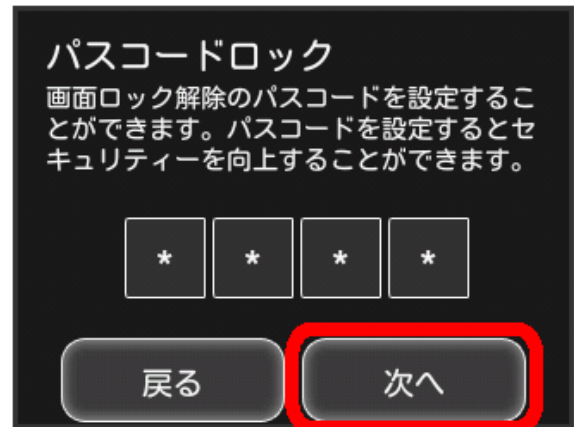 パスコードロック
画面ロック解除のパスコードを設定するこ
とができます。パスコードを設定するとセ
キュリティーを向上することができます。
* * * *
戻る 次へ